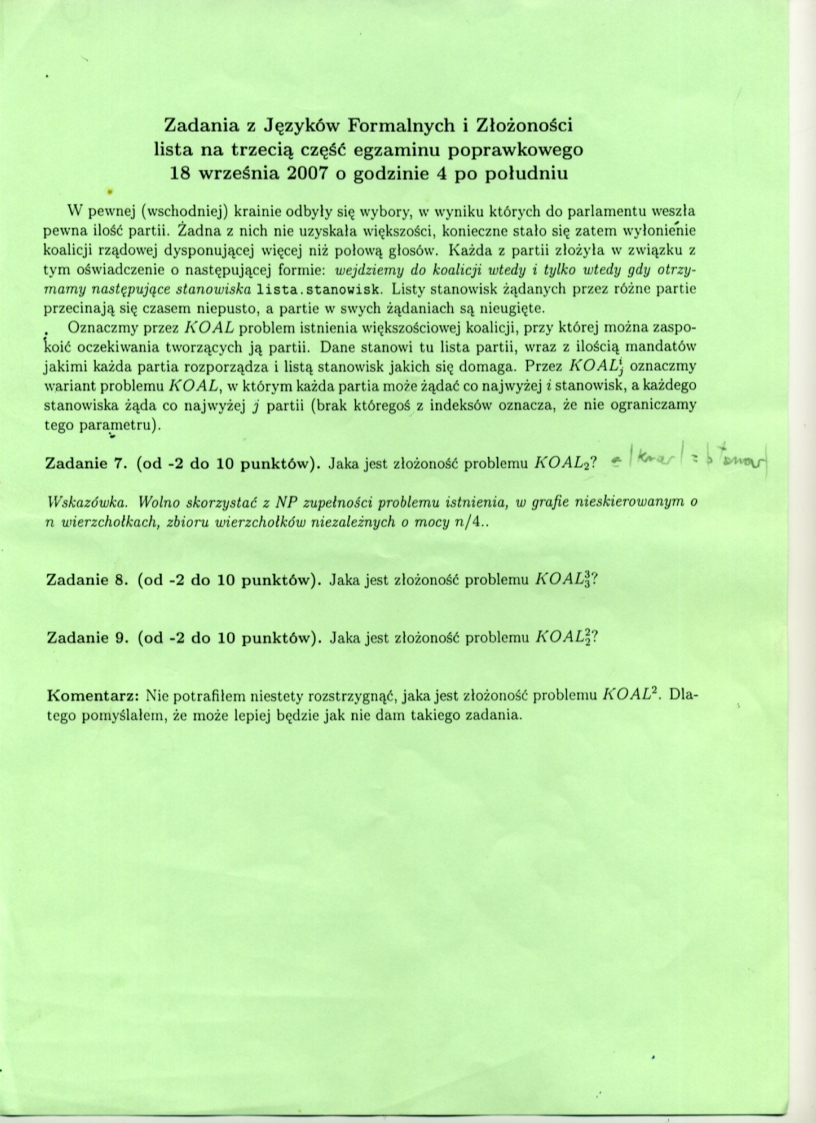 Zadania z Języków Formalnych i Złożoności
lista na trzecią część egzaminu poprawkowego
18 września 2007 o godzinie 4 po południu
W pewnej (wschodniej) krainie odbyły się wybory, w wyniku których do parlamentu weszła
pewna ilość partii. Żadna z nich nie uzyskała większości, konieczne stało się zatem wyłonienie
koalicji rządowej dysponującej więcej niż połową głosów. Każda z partii złożyła w związku z
tym oświadczenie o następującej formie: wejdziemy do koalicji wtedy i tylko wtedy gdy otrzy-
mamy następujące stanowiska lista.stanowisk. Listy stanowisk żądanych przez różne partie
przecinają się czasem niepusto, a partie w swych żądaniach są nieugięte.
Oznaczmy przez KOAL problem istnienia większościowej koalicji, przy której można zaspo-
koić oczekiwania tworzących ją partii. Dane stanowi tu lista partii, wraz z ilością mandatów
jakimi każda partia rozporządza i listą stanowisk jakich się domaga. Przez KOAL^i_j oznaczmy
wariant problemu KOAL, w którym każda partia może żądać co najwyżej i stanowisk, a każdego
stanowiska żąda co najwyżej j partii (brak któregoś z indeksów oznacza, że nie ograniczamy
tego parametru).
Zadanie 7. (od -2 do 10 punktów). Jaka jest złożoność problemu KOAL₂?
Wskazówka. Wolno skorzystać z NP zupełności problemu istnienia, w grafie nieskierowanym o
n wierzchołkach, zbioru wierzchołków niezależnych o mocy n/4..
Zadanie 8. (od -2 do 10 punktów). Jaka jest złożoność problemu KOAL³₃?
Zadanie 9. (od -2 do 10 punktów). Jaka jest złożoność problemu KOAL²₂?
Komentarz: Nie potrafiłem niestety rozstrzygnąć, jaka jest złożoność problemu KOAL². Dla-
tego pomyślałem, że może lepiej będzie jak nie dam takiego zadania.